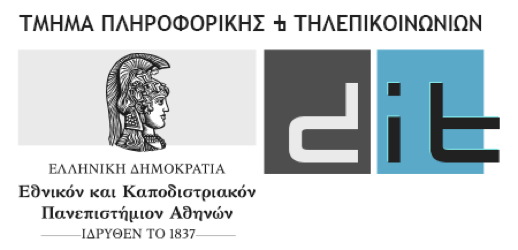 ΤΜΗΜΑ ΠΛΗΡΟΦΟΡΙΚΗΣ & ΤΗΛΕΠΙΚΟΙΝΩΝΙΩΝ
dit
ΕΛΛΗΝΙΚΗ ΔΗΜΟΚΡΑΤΙΑ
Εθνικόν και Καποδιστριακόν
Πανεπιστήμιον Αθηνών
ΙΔΡΥΘΕΝ ΤΟ 1837